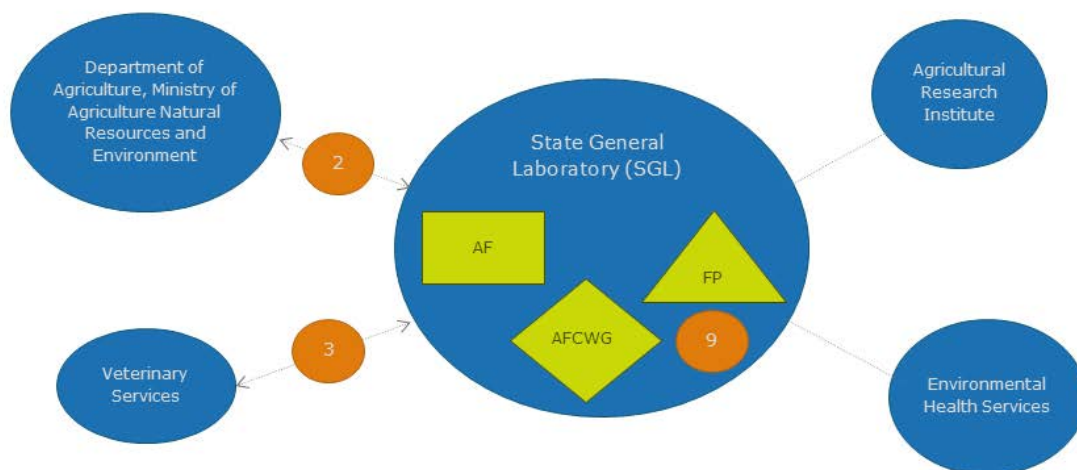 Department of
Agriculture, Ministry of
Agriculture Natural
Resources and
Environment
2
State General
Laboratory (SGL)
Agricultural
Research
Institute
AF
FP
AFCWG
9
3
Veterinary
Services
Environmental
Health Services